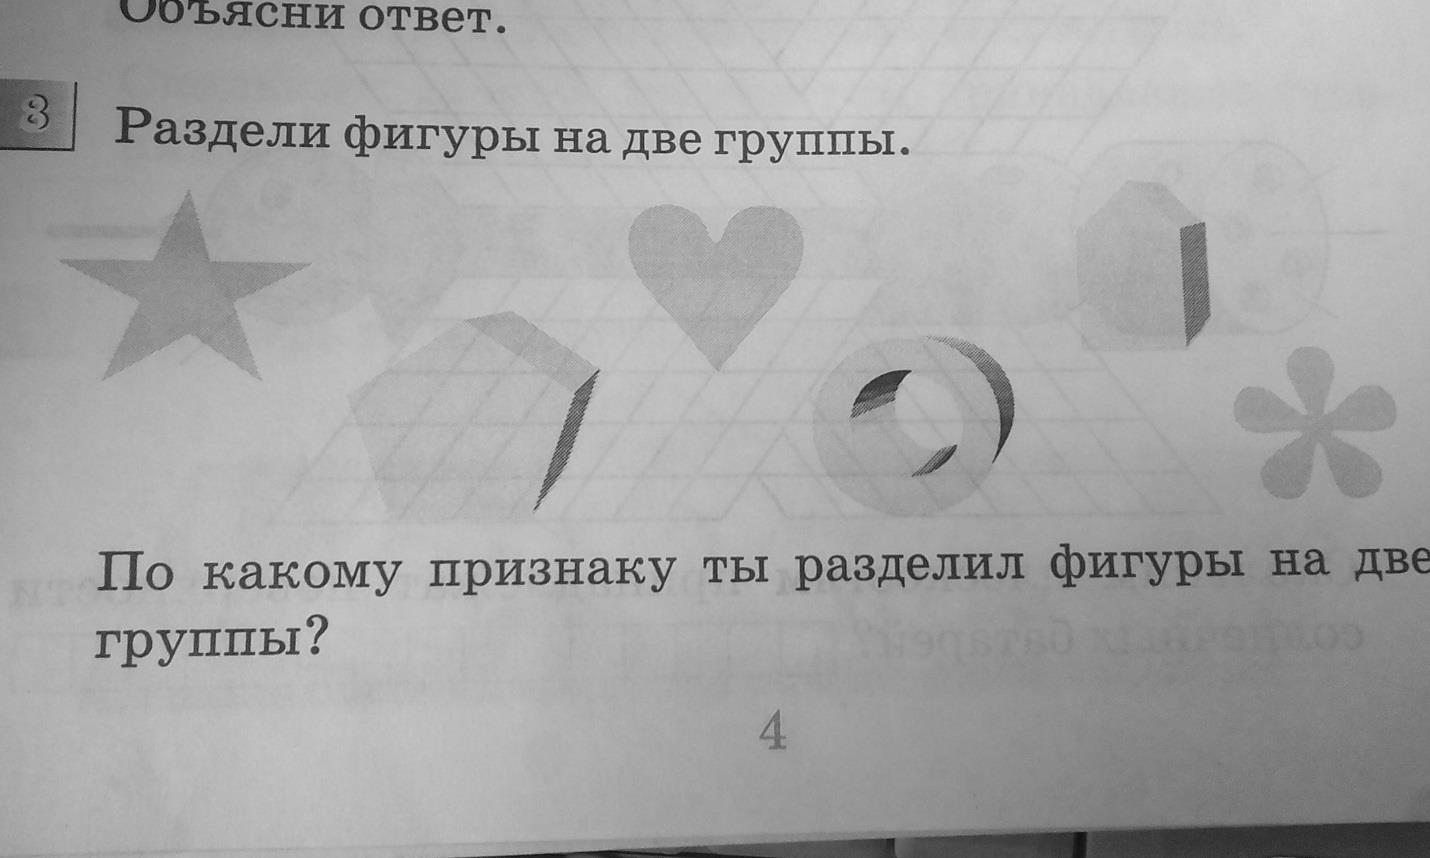 Объясни ответ.
3 Раздели фигуры на две группы.
По какому признаку ты разделил фигуры на две
группы?
4